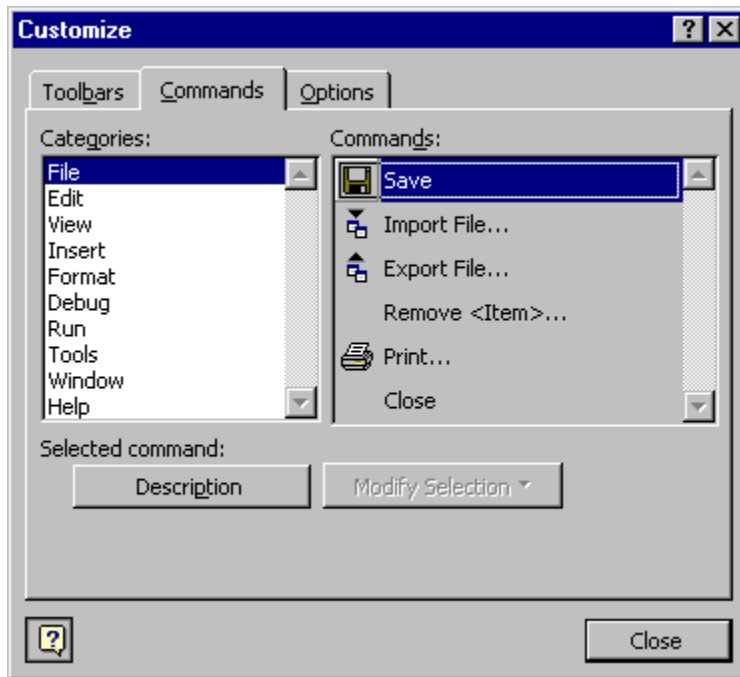 Customize
Toolbars Commands Options
Categories: Commands:
File
Edit
View
Insert
Format
Debug
Run
Tools
Window
Help
Save
Import File...
Export File...
Remove <Item>...
Print...
Close
Selected command:
Description Modify Selection
Close